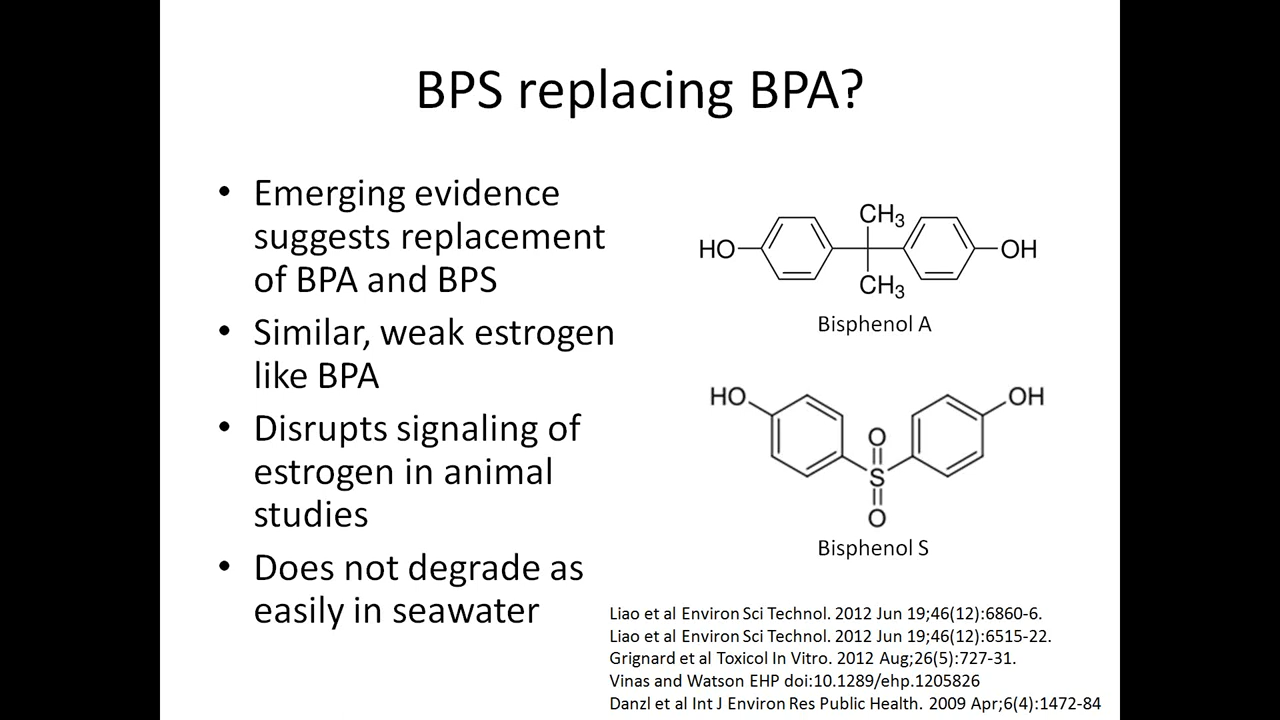 BPS replacing BPA?
• Emerging evidence
suggests replacement
of BPA and BPS
• Similar, weak estrogen
like BPA
• Disrupts signaling of
estrogen in animal
studies
• Does not degrade as
easily in seawater
CH₃
HO OH
CH₃
Bisphenol A
HO OH
O
S
O
Bisphenol S
Liao et al Environ Sci Technol. 2012 Jun 19;46(12):6860-6.
Liao et al Environ Sci Technol. 2012 Jun 19;46(12):6515-22.
Grignard et al Toxicol In Vitro. 2012 Aug;26(5):727-31.
Vinas and Watson EHP doi:10.1289/ehp.1205826
Danzl et al Int J Environ Res Public Health. 2009 Apr;6(4):1472-84